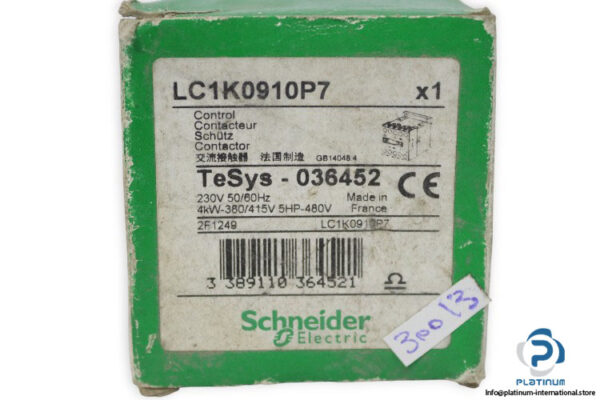 LC1K0910P7 x1
Control
Contacteur
Schütz
Contactor
交流接触器 法国制造 GB14048.4
TeSys - 036452 CE
230V 50/60Hz Made in
4kW-380/415V 5HP-480V France
2F1249 LC1K0910P7
3 389110 364521
Schneider
Electric
30013
PLATINUM
https://platinum-international.store